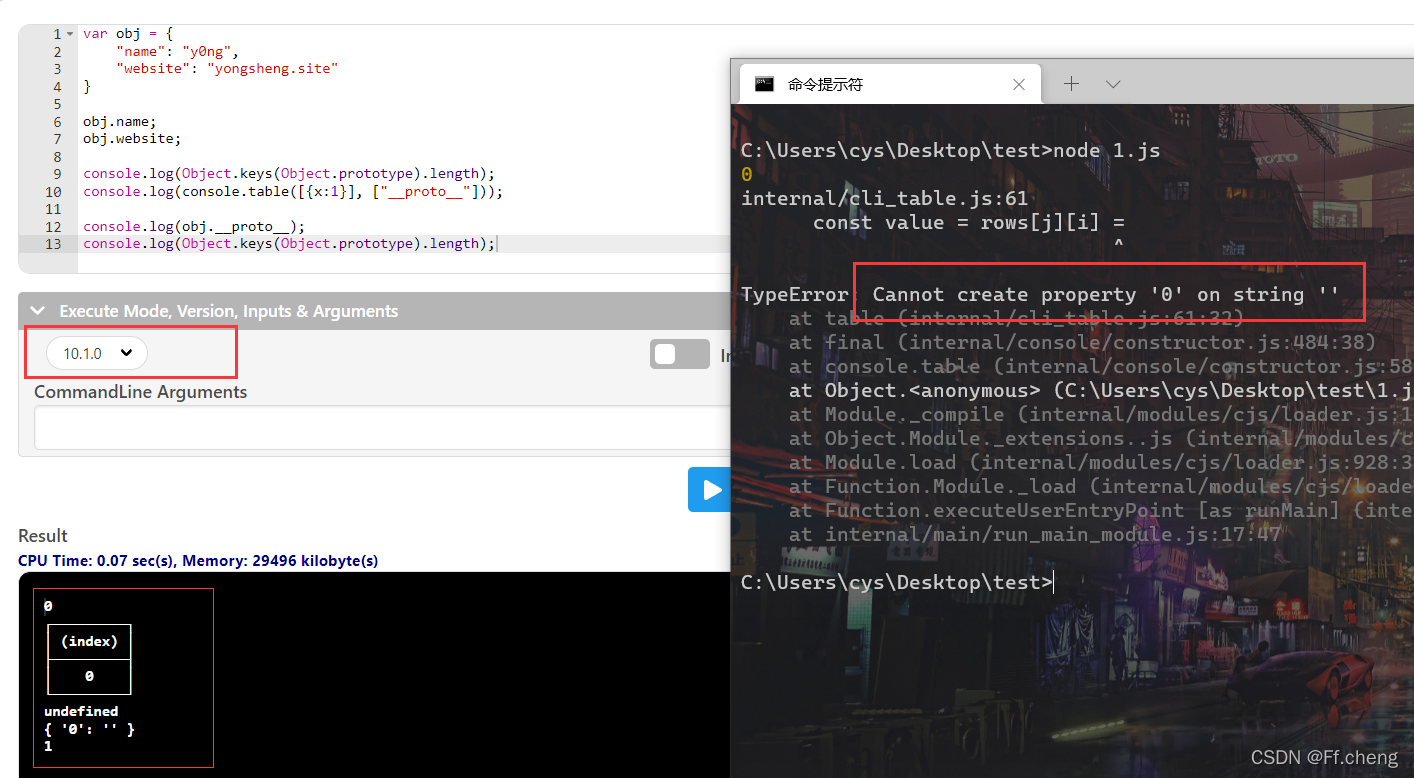 1 var obj = {
2 "name": "y0ng",
3 "website": "yongsheng.site"
4 }
5
6 obj.name;
7 obj.website;
8
9 console.log(Object.keys(Object.prototype).length);
10 console.log(console.table([{x:1}], ["__proto__"]));
11
12 console.log(obj.__proto__);
13 console.log(Object.keys(Object.prototype).length);
Execute Mode, Version, Inputs & Arguments
10.1.0
CommandLine Arguments
Result
CPU Time: 0.07 sec(s), Memory: 29496 kilobyte(s)
0
(index)
0
undefined
{ '0': '' }
1
命令提示符
C:\Users\cys\Desktop\test>node 1.js
0
internal/cli_table.js:61
const value = rows[j][i] =
^
TypeError: Cannot create property '0' on string ''
at table (internal/cli_table.js:61:32)
at final (internal/console/constructor.js:484:38)
at console.table (internal/console/constructor.js:58
at Object.<anonymous> (C:\Users\cys\Desktop\test\1.j
at Module._compile (internal/modules/cjs/loader.js:1
at Object.Module._extensions..js (internal/modules/c
at Module.load (internal/modules/cjs/loader.js:928:3
at Function.Module._load (internal/modules/cjs/loade
at Function.executeUserEntryPoint [as runMain] (inte
at internal/main/run_main_module.js:17:47
C:\Users\cys\Desktop\test>
CSDN @Ff.cheng